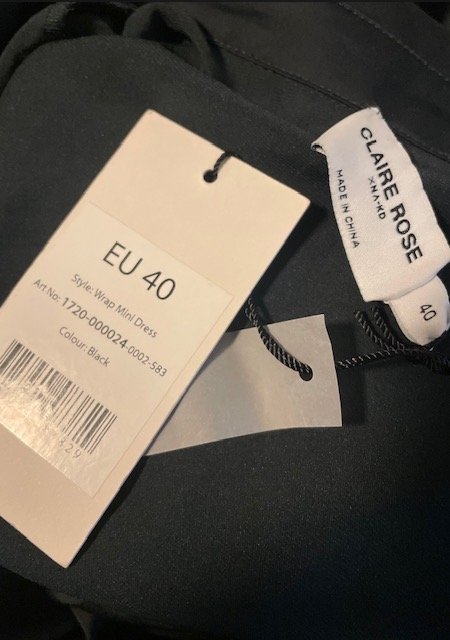 EU 40
Style: Wrap Mini Dress
Art No: 1720-000024-0002-583
Colour: Black
CLAIRE ROSE
XNA-KD
MADE IN CHINA
40